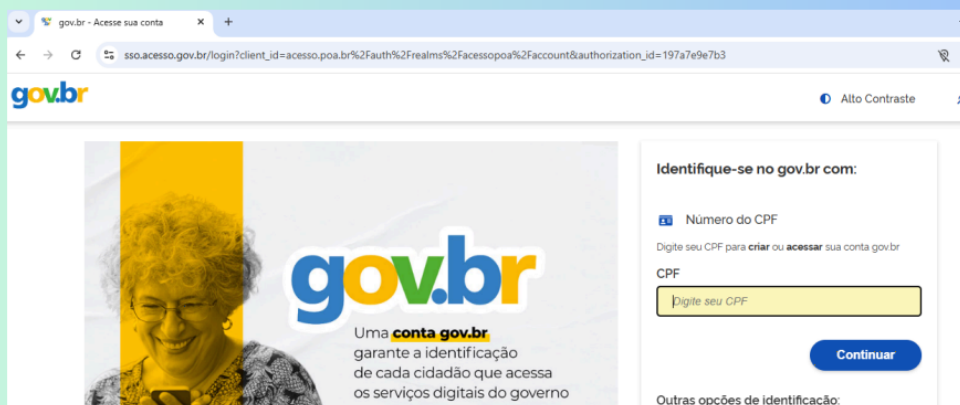 gov.br - Acesse sua conta
sso.acesso.gov.br/login?client_id=acesso.poa.br%2Fauth%2Frealms%2Facessopoa%2Faccount&authorization_id=197a7e9e7b3
gov.br
Alto Contraste
gov.br
Uma conta gov.br
garante a identificação
de cada cidadão que acessa
os serviços digitais do governo
Identifique-se no gov.br com:
Número do CPF
Digite seu CPF para criar ou acessar sua conta gov.br
CPF
Digite seu CPF
Continuar
Outras opções de identificação: